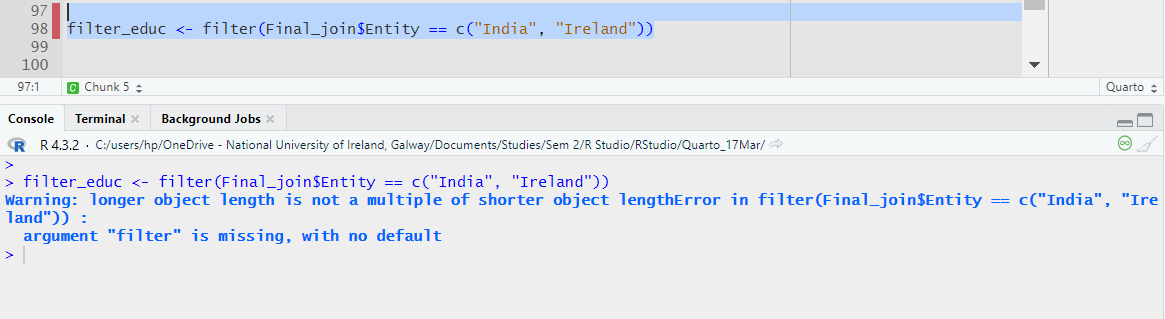 97
98 filter_educ <- filter(Final_join$Entity == c("India", "Ireland"))
99
100
97:1 C Chunk 5 Quarto
Console Terminal × Background Jobs ×
R R 4.3.2 · C:/users/hp/OneDrive - National University of Ireland, Galway/Documents/Studies/Sem 2/R Studio/RStudio/Quarto_17Mar/
>
> filter_educ <- filter(Final_join$Entity == c("India", "Ireland"))
Warning: longer object length is not a multiple of shorter object lengthError in filter(Final_join$Entity == c("India", "Ire
land")) :
argument "filter" is missing, with no default
>